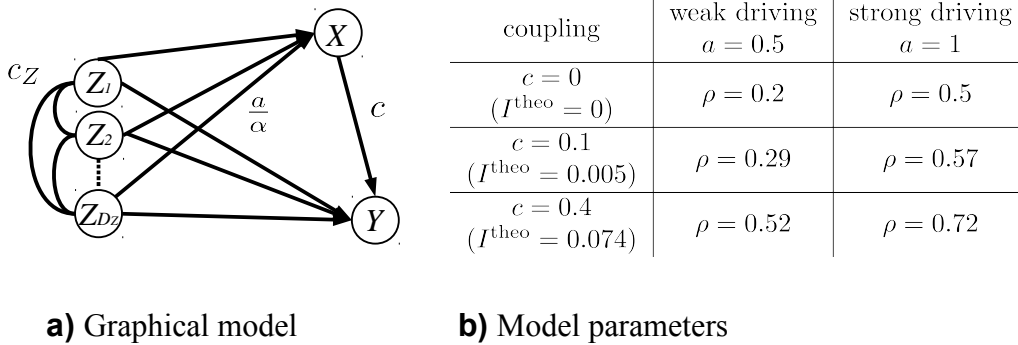 c_Z
Z_1
Z_2
Z_{D_Z}
X
Y
a/α
c
coupling
weak driving
a = 0.5
strong driving
a = 1
c = 0
(I^theo = 0)
ρ = 0.2
ρ = 0.5
c = 0.1
(I^theo = 0.005)
ρ = 0.29
ρ = 0.57
c = 0.4
(I^theo = 0.074)
ρ = 0.52
ρ = 0.72
a) Graphical model
b) Model parameters